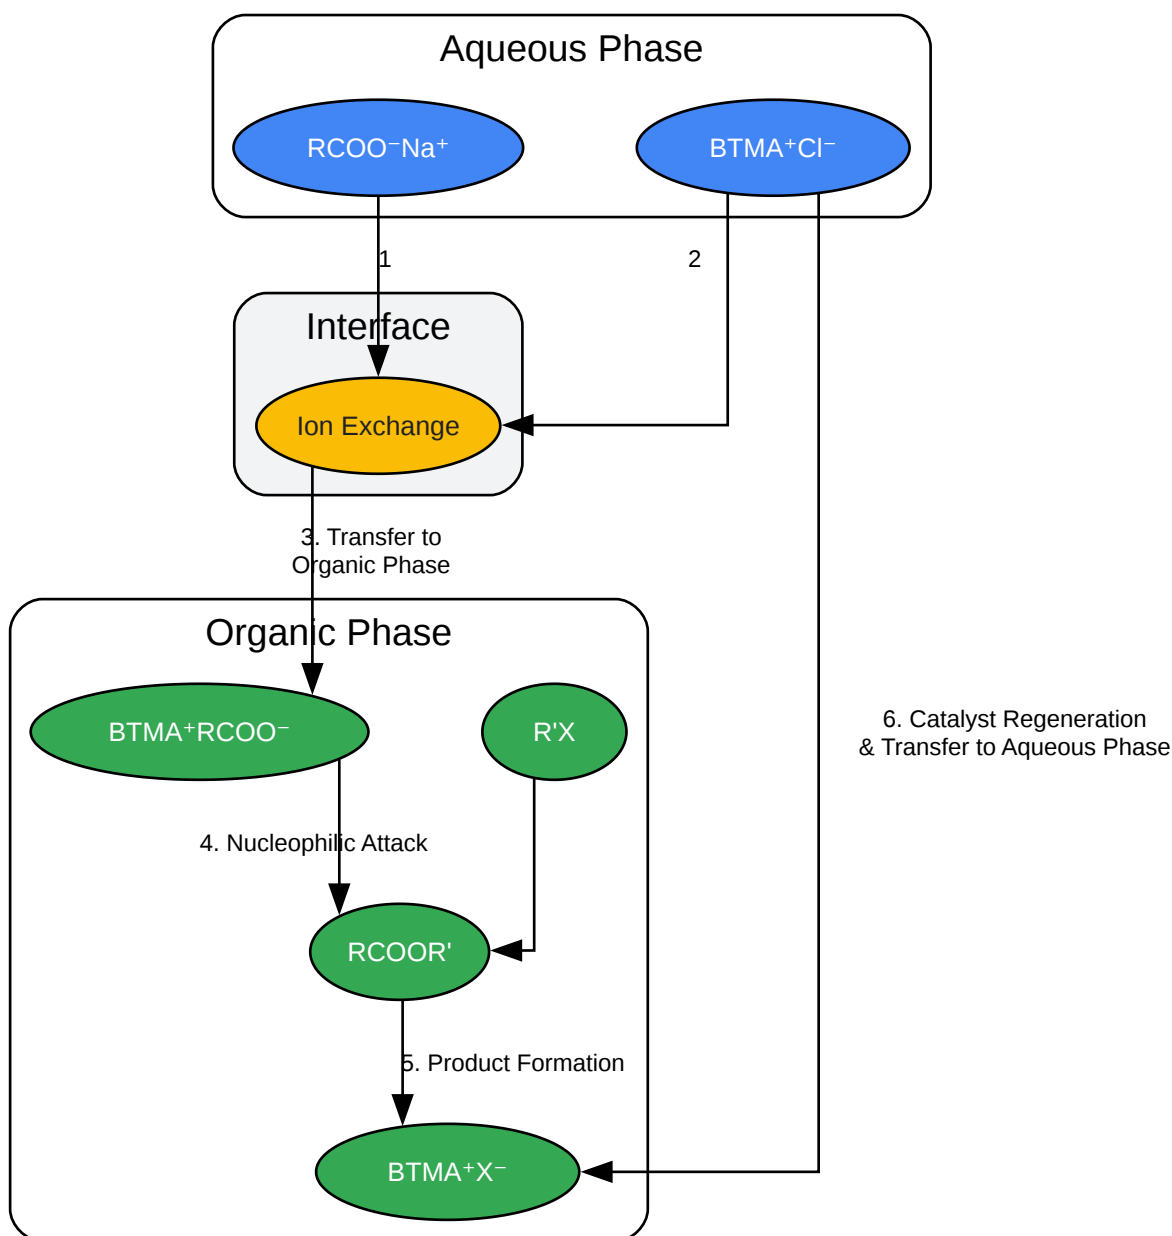 Aqueous Phase
RCOO⁻Na⁺
BTMA⁺Cl⁻
1
2
Interface
Ion Exchange
3. Transfer to
Organic Phase
Organic Phase
BTMA⁺RCOO⁻
R'X
6. Catalyst Regeneration
& Transfer to Aqueous Phase
4. Nucleophilic Attack
RCOOR'
5. Product Formation
BTMA⁺X⁻